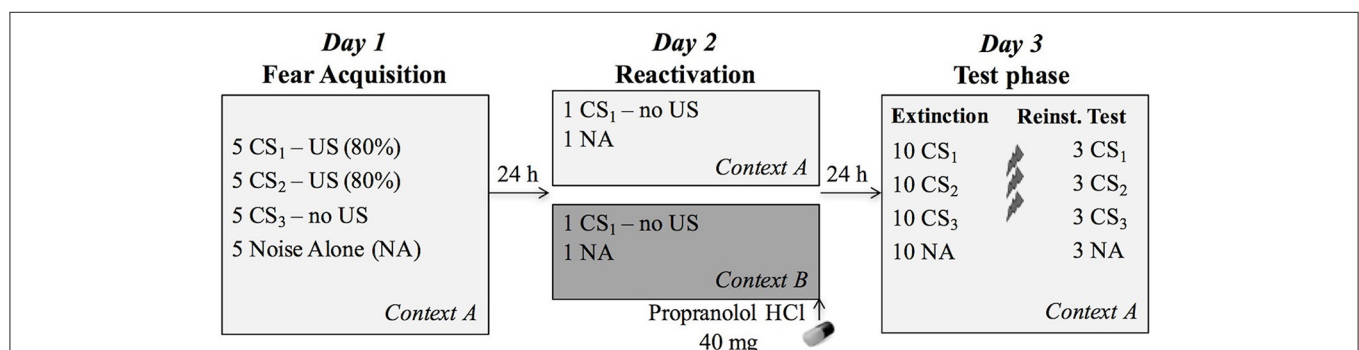 Day 1
Fear Acquisition
5 CS₁ – US (80%)
5 CS₂ – US (80%)
5 CS₃ – no US
5 Noise Alone (NA)
Context A
24 h
Day 2
Reactivation
1 CS₁ – no US
1 NA
Context A
1 CS₁ – no US
1 NA
Context B
Propranolol HCl
40 mg
24 h
Day 3
Test phase
Extinction Reinst. Test
10 CS₁ 3 CS₁
10 CS₂ 3 CS₂
10 CS₃ 3 CS₃
10 NA 3 NA
Context A